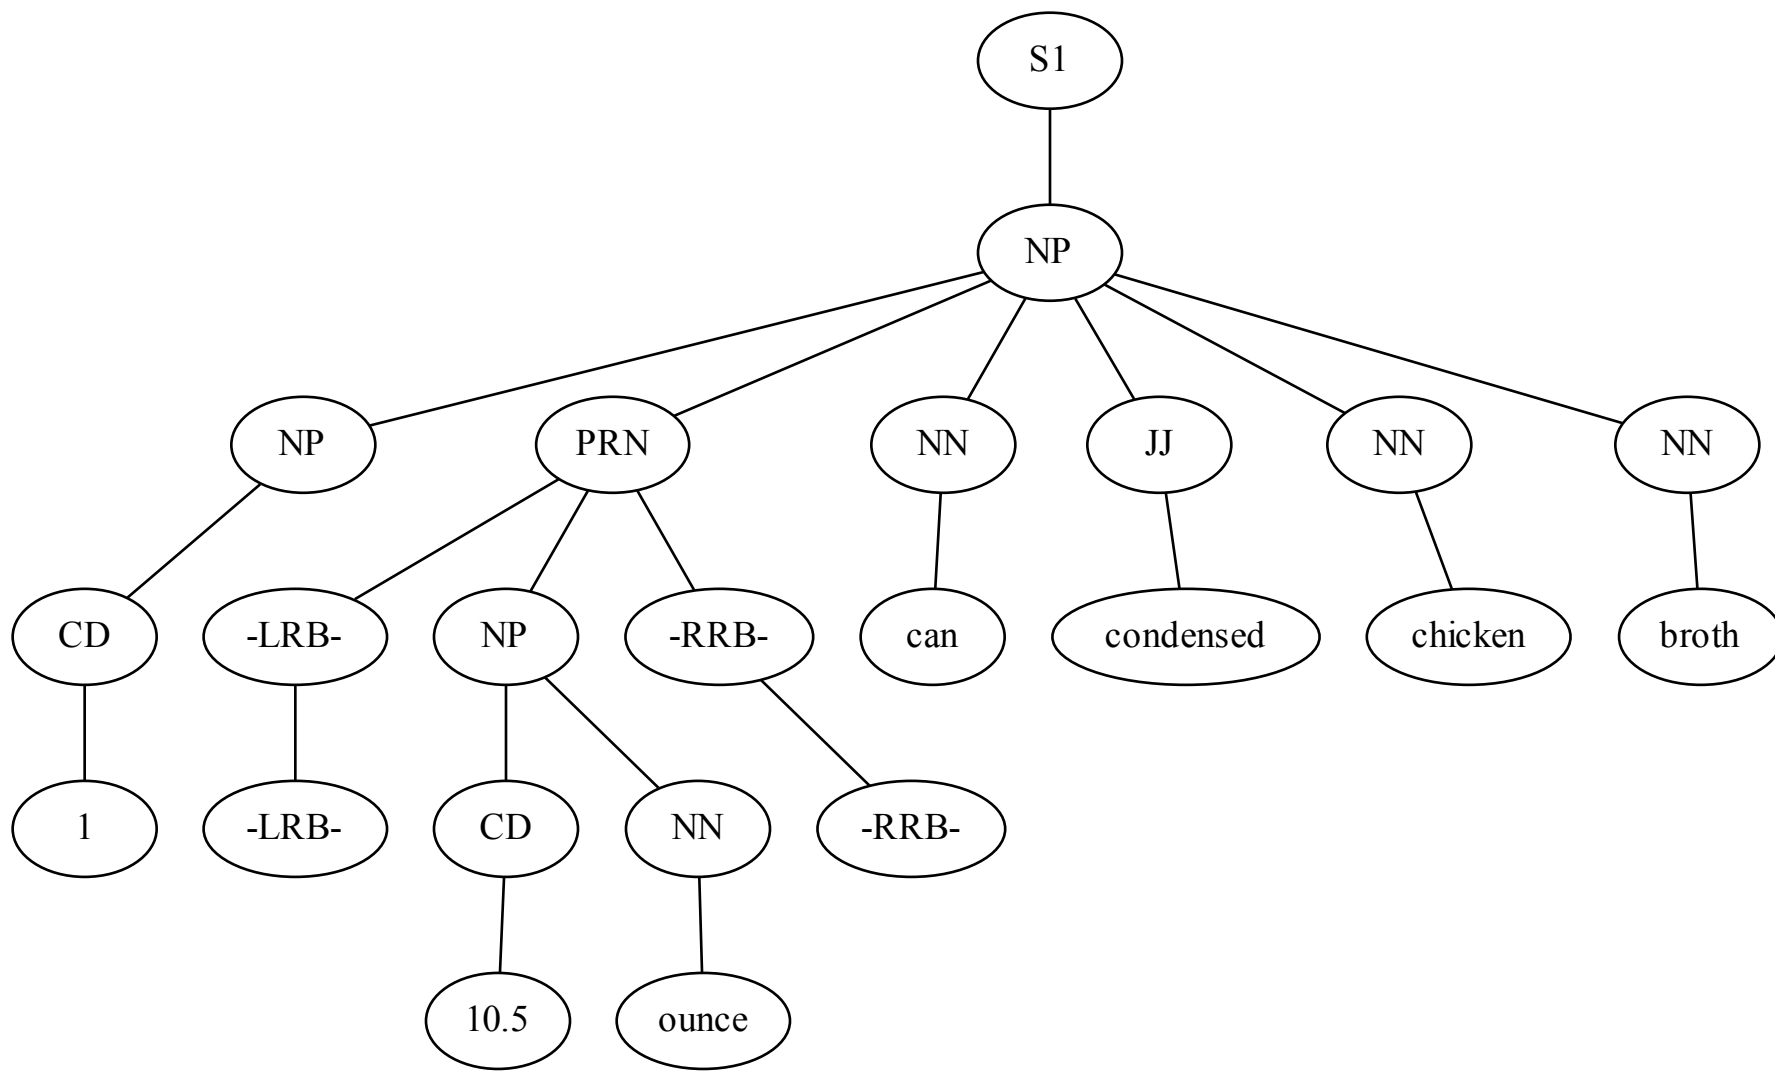 S1
NP
NP PRN NN JJ NN NN
CD -LRB- NP -RRB- can condensed chicken broth
1 -LRB- CD NN -RRB-
10.5 ounce